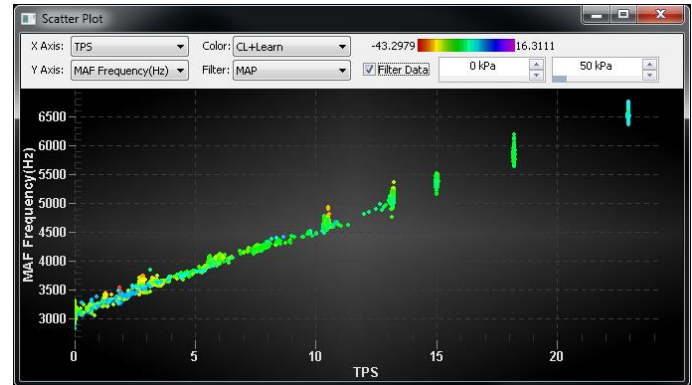 Scatter Plot
X Axis: TPS Color: CL+Learn -43.2979 16.3111
Y Axis: MAF Frequency(Hz) Filter: MAP Filter Data 0 kPa 50 kPa
MAF Frequency(Hz)
6500
6000
5500
5000
4500
4000
3500
3000
0 5 10 15 20
TPS